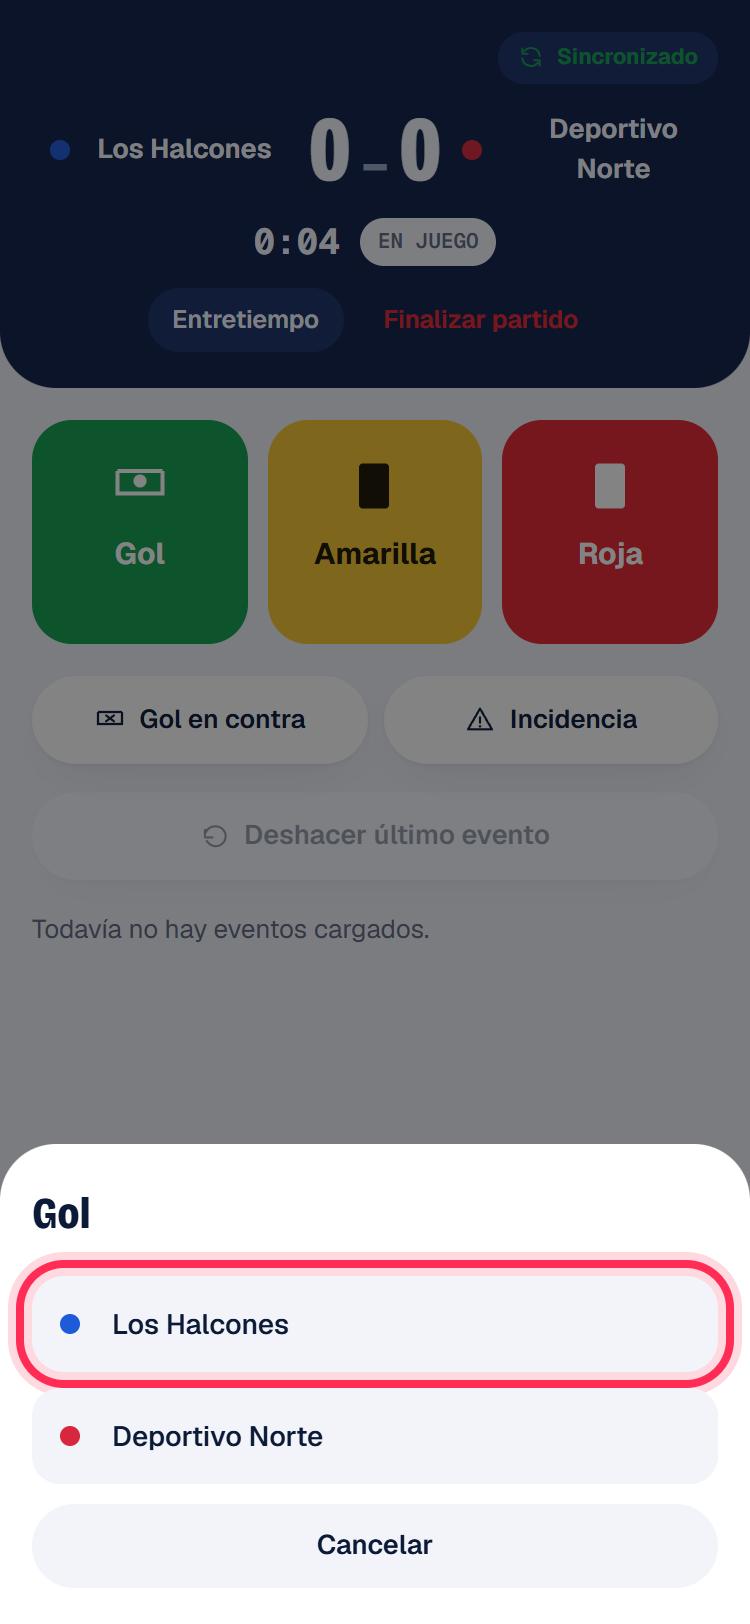 Sincronizado
Los Halcones
0 - 0
Deportivo
Norte
0:04
EN JUEGO
Entretiempo
Finalizar partido
Gol
Amarilla
Roja
Gol en contra
Incidencia
Deshacer último evento
Todavía no hay eventos cargados.
Gol
Los Halcones
Deportivo Norte
Cancelar